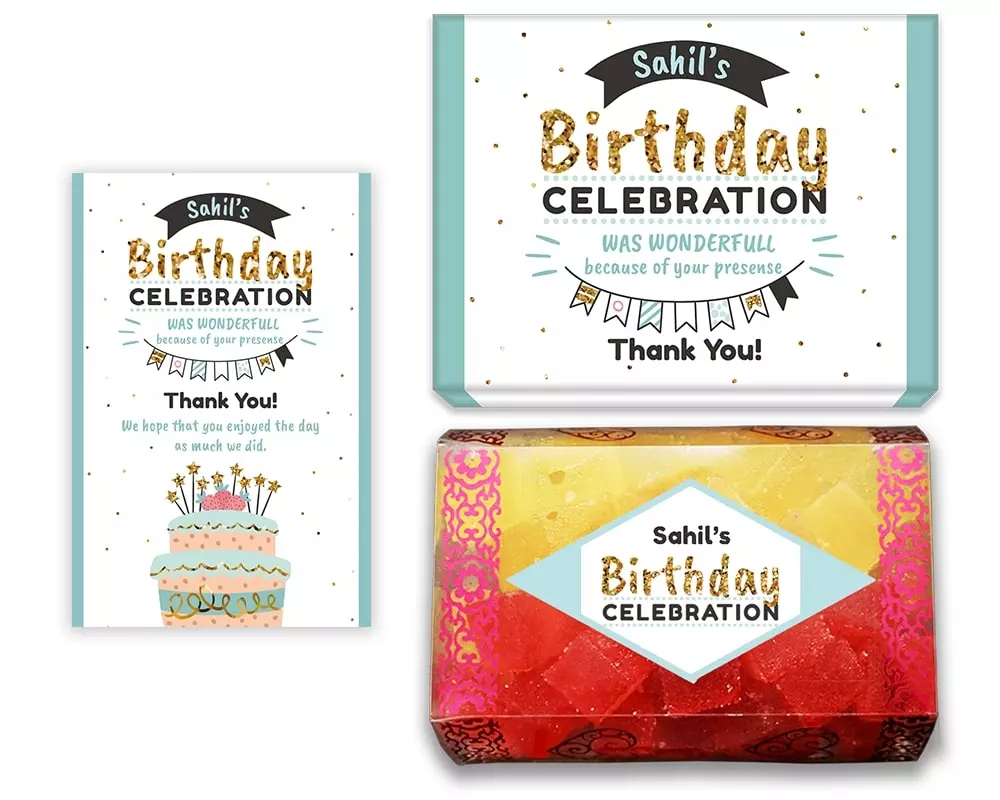 Sahil's
Birthday
CELEBRATION
WAS WONDERFULL
because of your presense
Thank You!
We hope that you enjoyed the day
as much we did.
Sahil's
Birthday
CELEBRATION
WAS WONDERFULL
because of your presense
Thank You!
Sahil's
Birthday
CELEBRATION